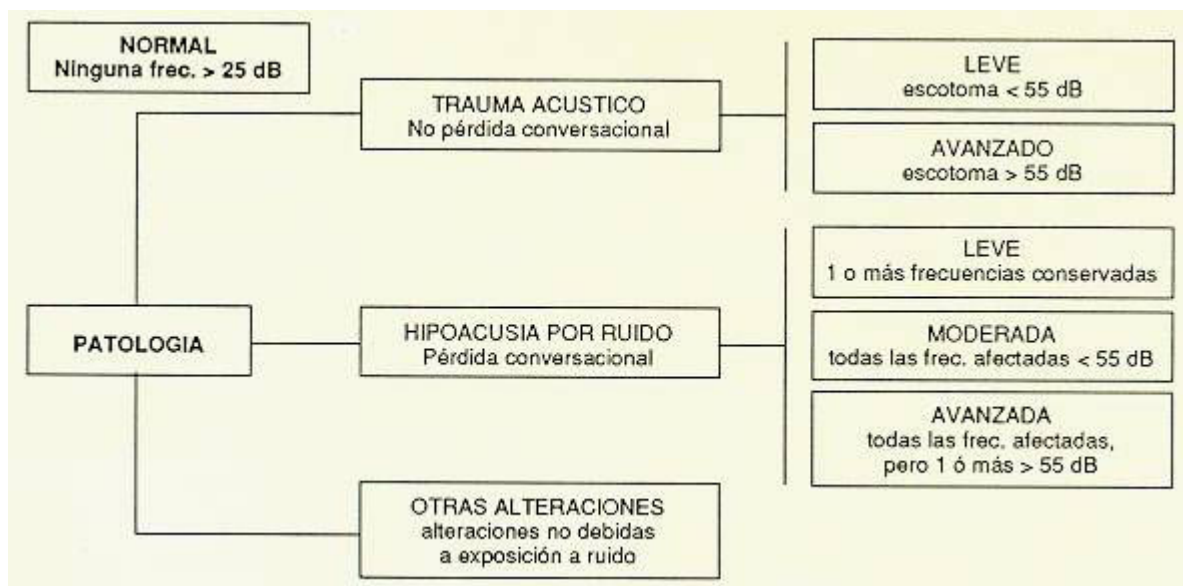 NORMAL
Ninguna frec. > 25 dB
TRAUMA ACUSTICO
No pérdida conversacional
LEVE
escotoma < 55 dB
AVANZADO
escotoma > 55 dB
PATOLOGIA
HIPOACUSIA POR RUIDO
Pérdida conversacional
LEVE
1 o más frecuencias conservadas
MODERADA
todas las frec. afectadas < 55 dB
AVANZADA
todas las frec. afectadas,
pero 1 ó más > 55 dB
OTRAS ALTERACIONES
alteraciones no debidas
a exposición a ruido